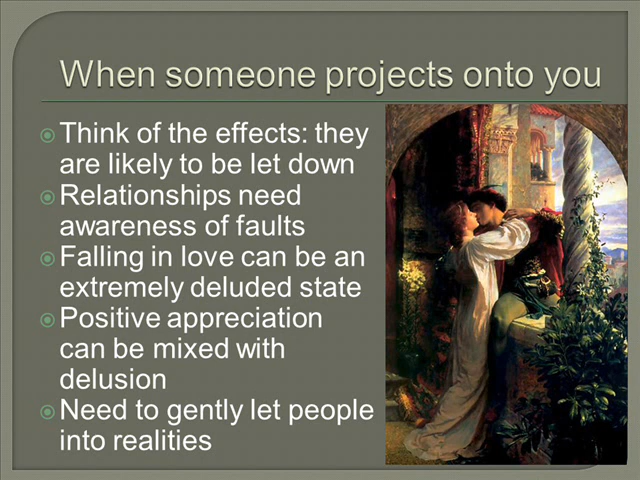 When someone projects onto you
Think of the effects: they
are likely to be let down
Relationships need
awareness of faults
Falling in love can be an
extremely deluded state
Positive appreciation
can be mixed with
delusion
Need to gently let people
into realities